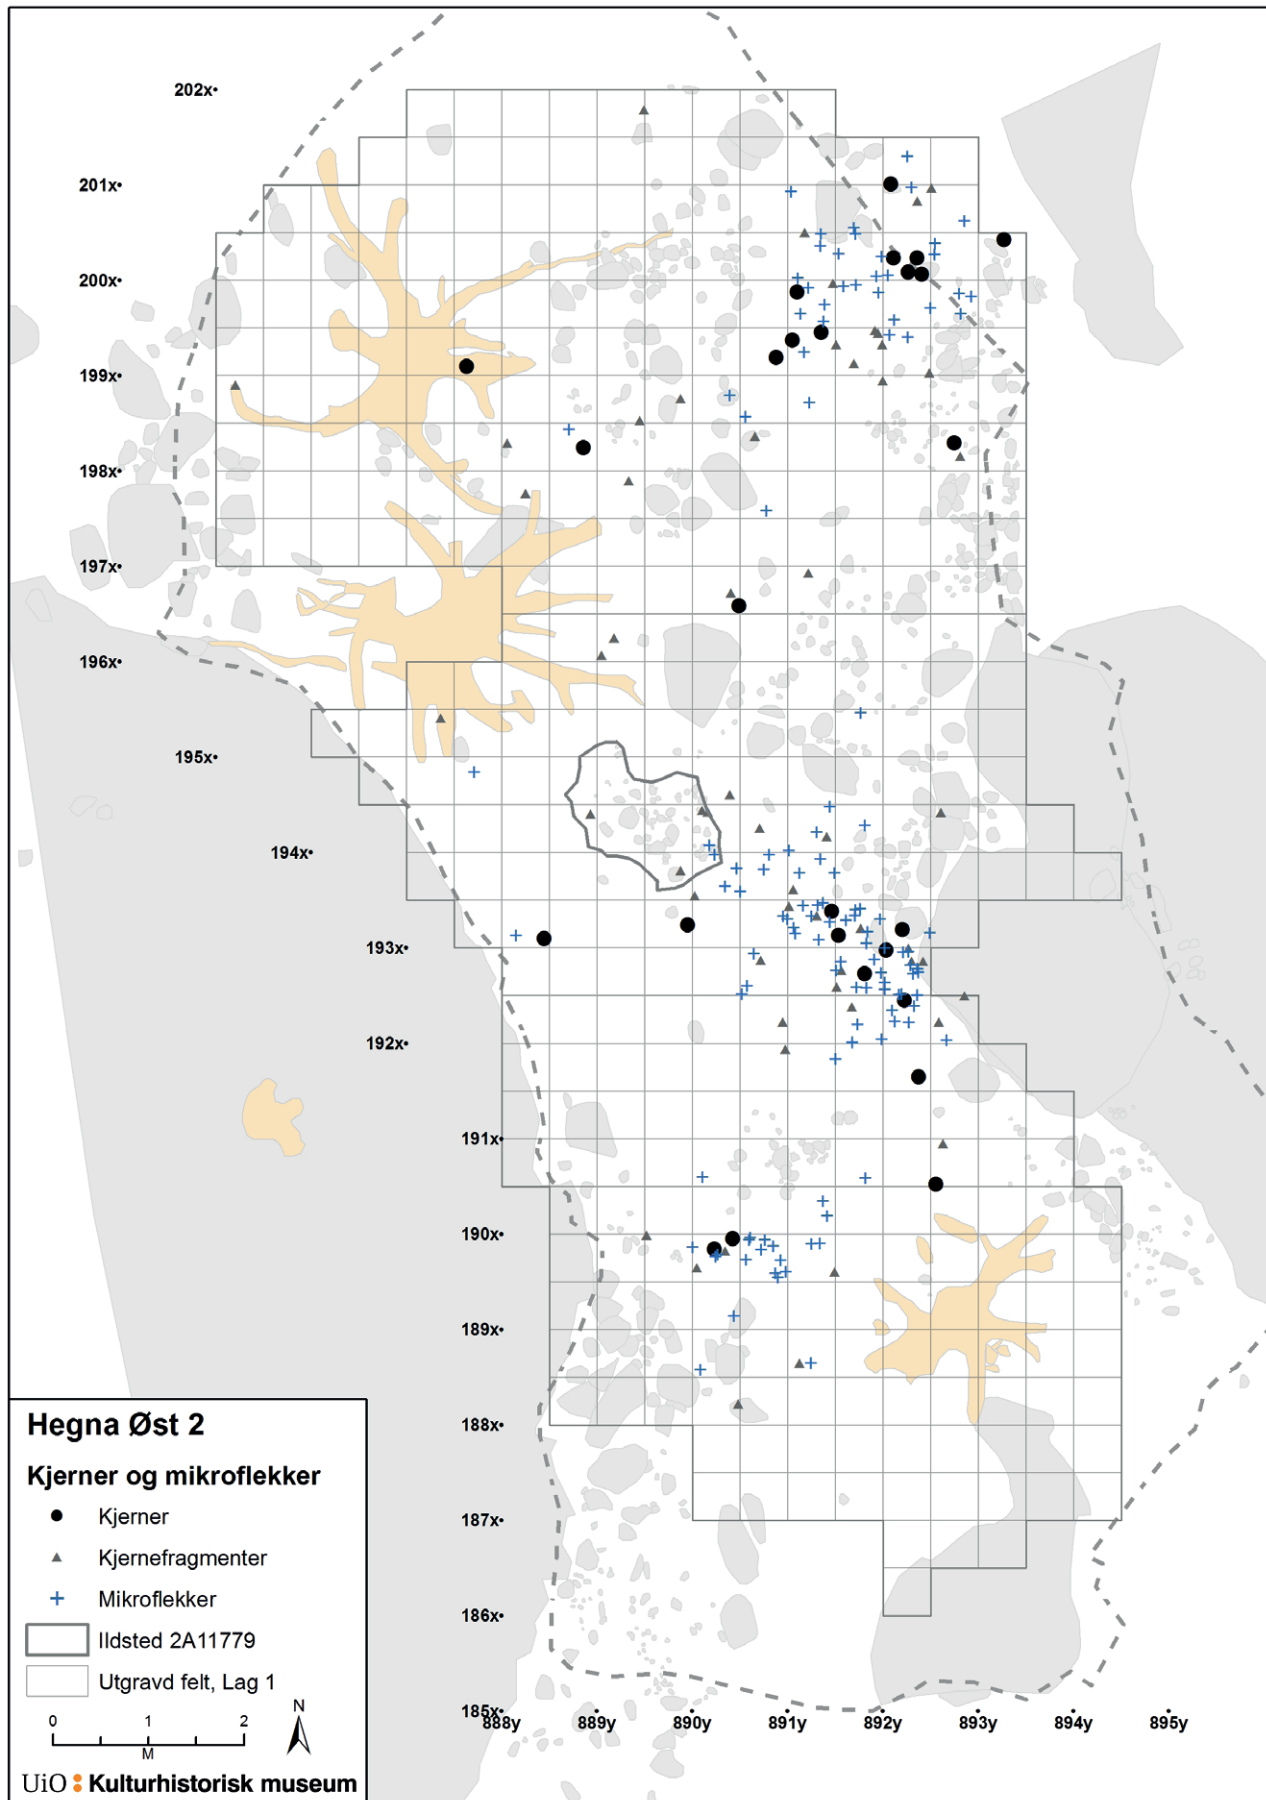 202x
201x
200x
199x
198x
197x
196x
195x
194x
193x
192x
191x
190x
189x
188x
187x
186x
185x
888y 889y 890y 891y 892y 893y 894y 895y
Hegna Øst 2
Kjerner og mikroflekker
Kjerner
Kjernefragmenter
Mikroflekker
Ildsted 2A11779
Utgravd felt, Lag 1
0 1 2
M
N
UiO : Kulturhistorisk museum